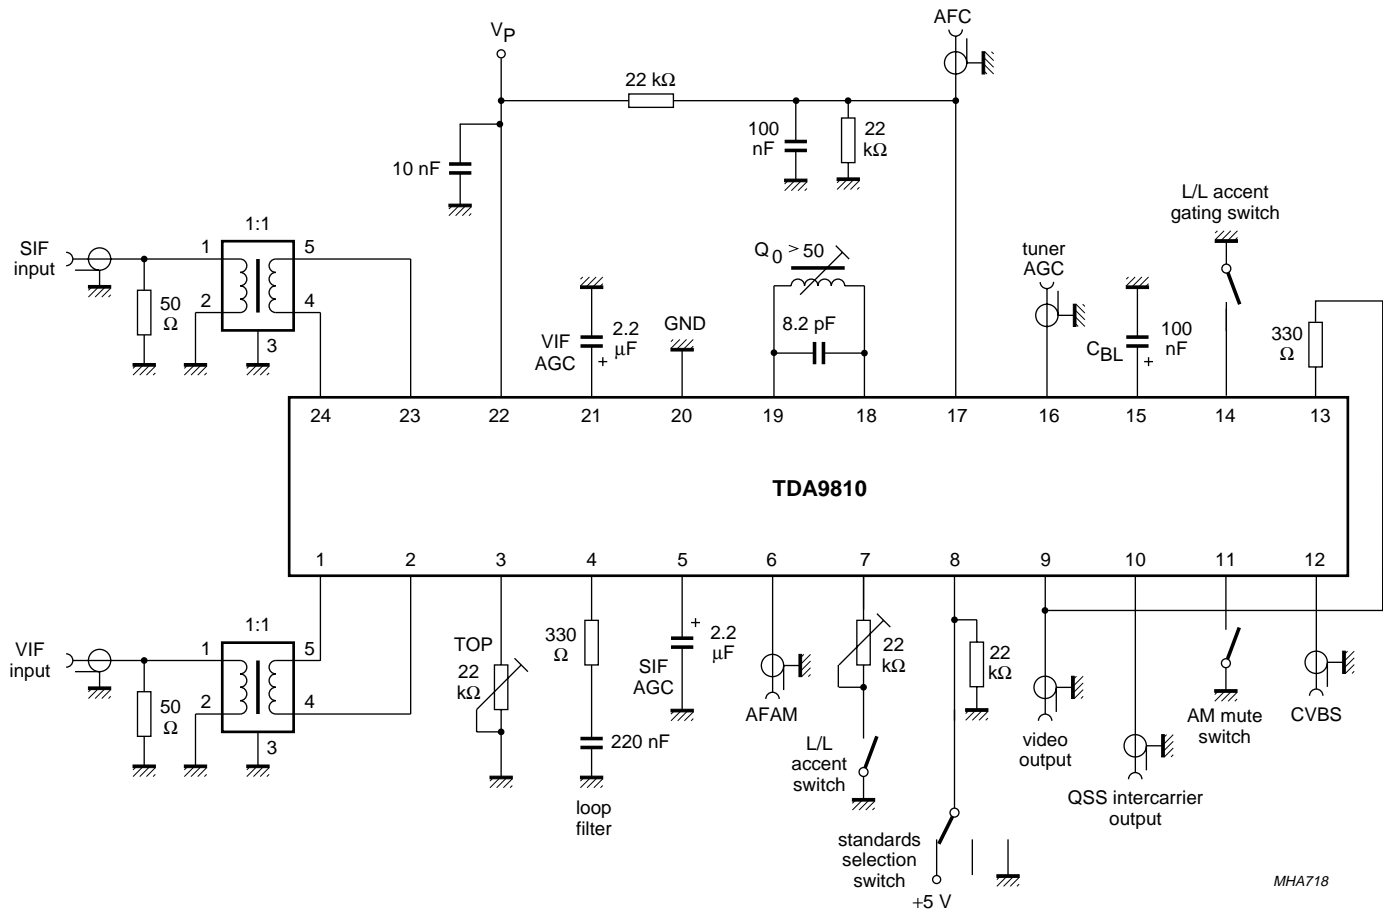 AFC
VP
22 kΩ
100
nF
22
kΩ
10 nF
L/L accent
gating switch
1:1
SIF
input
1
5
2
4
3
50
Ω
Q0 > 50
tuner
AGC
8.2 pF
GND
VIF
AGC
2.2
μF
+
CBL
100
nF
+
330
Ω
24
23
22
21
20
19
18
17
16
15
14
13
TDA9810
1
2
3
4
5
6
7
8
9
10
11
12
1:1
VIF
input
1
5
2
4
3
50
Ω
TOP
22
kΩ
330
Ω
220 nF
loop
filter
+
2.2
μF
SIF
AGC
AFAM
22
kΩ
L/L
accent
switch
22
kΩ
standards
selection
switch
+5 V
video
output
QSS intercarrier
output
AM mute
switch
CVBS
MHA718